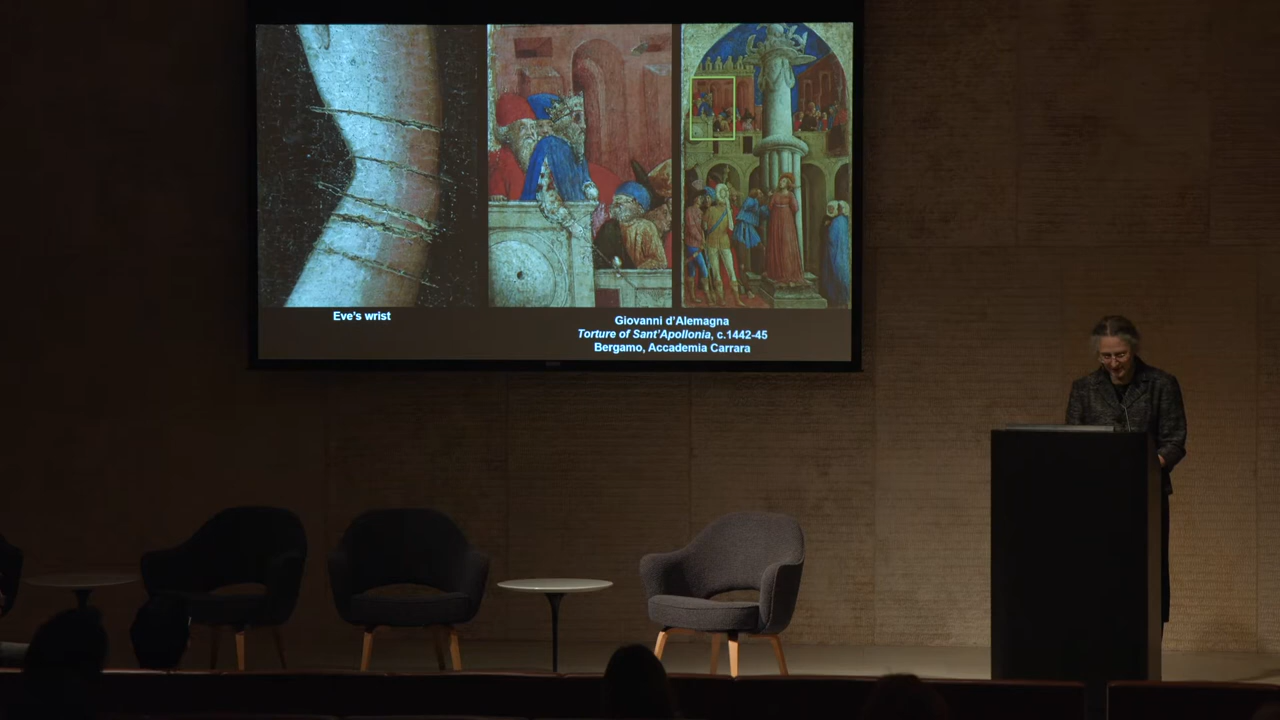 Eve's wrist
Giovanni d'Alemagna
Torture of Sant'Apollonia, c.1442-45
Bergamo, Accademia Carrara